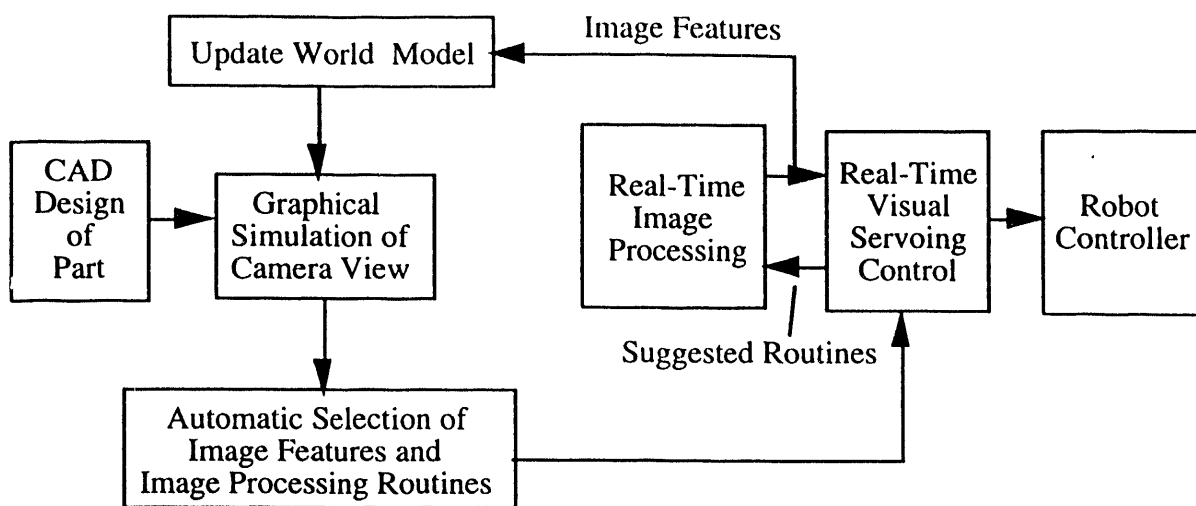 Image Features
Update World Model
CAD
Design
of
Part
Graphical
Simulation of
Camera View
Real-Time
Image
Processing
Real-Time
Visual
Servoing
Control
Robot
Controller
Suggested Routines
Automatic Selection of
Image Features and
Image Processing Routines